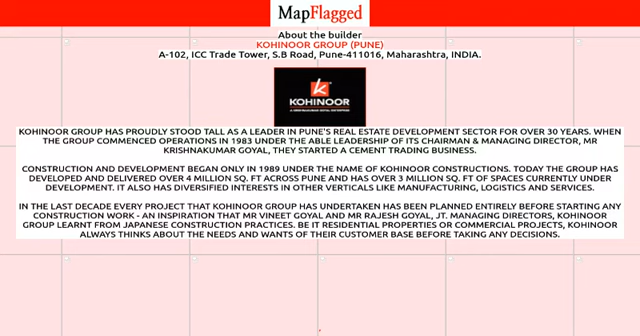 MapFlagged
About the builder
KOHINOOR GROUP (PUNE)
A-102, ICC Trade Tower, S.B Road, Pune-411016, Maharashtra, INDIA.
KOHINOOR
KOHINOOR GROUP HAS PROUDLY STOOD TALL AS A LEADER IN PUNE'S REAL ESTATE DEVELOPMENT SECTOR FOR OVER 30 YEARS. WHEN
THE GROUP COMMENCED OPERATIONS IN 1983 UNDER THE ABLE LEADERSHIP OF ITS CHAIRMAN & MANAGING DIRECTOR, MR
KRISHNAKUMAR GOYAL, THEY STARTED A CEMENT TRADING BUSINESS.
CONSTRUCTION AND DEVELOPMENT BEGAN ONLY IN 1989 UNDER THE NAME OF KOHINOOR CONSTRUCTIONS. TODAY THE GROUP HAS
DEVELOPED AND DELIVERED OVER 4 MILLION SQ. FT ACROSS PUNE AND HAS OVER 3 MILLION SQ. FT OF SPACES CURRENTLY UNDER
DEVELOPMENT. IT ALSO HAS DIVERSIFIED INTERESTS IN OTHER VERTICALS LIKE MANUFACTURING, LOGISTICS AND SERVICES.
IN THE LAST DECADE EVERY PROJECT THAT KOHINOOR GROUP HAS UNDERTAKEN HAS BEEN PLANNED ENTIRELY BEFORE STARTING ANY
CONSTRUCTION WORK - AN INSPIRATION THAT MR VINEET GOYAL AND MR RAJESH GOYAL, JT. MANAGING DIRECTORS, KOHINOOR
GROUP LEARNT FROM JAPANESE CONSTRUCTION PRACTICES. BE IT RESIDENTIAL PROPERTIES OR COMMERCIAL PROJECTS, KOHINOOR
ALWAYS THINKS ABOUT THE NEEDS AND WANTS OF THEIR CUSTOMER BASE BEFORE TAKING ANY DECISIONS.